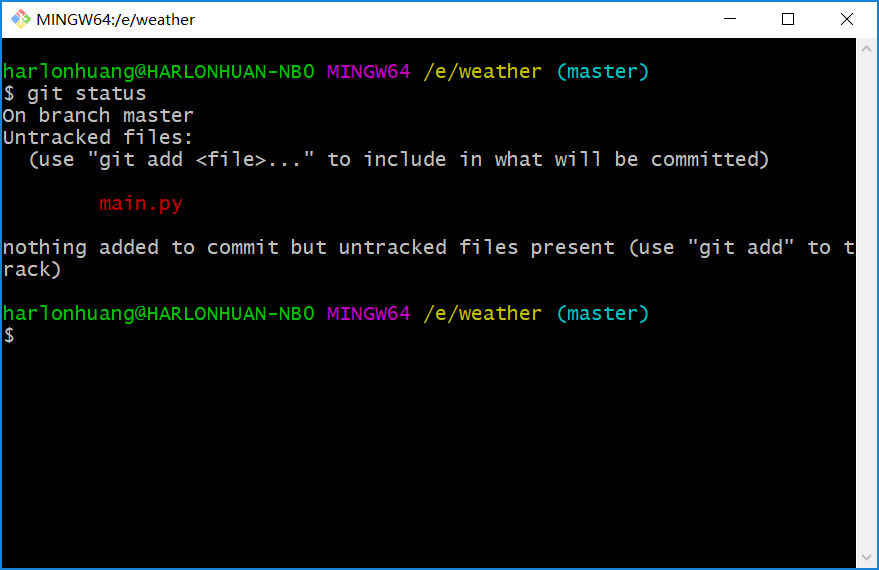 MINGW64:/e/weather
harlonhuang@HARLONHUAN-NB0 MINGW64 /e/weather (master)
$ git status
On branch master
Untracked files:
  (use "git add <file>..." to include in what will be committed)
        main.py
nothing added to commit but untracked files present (use "git add" to t
rack)
harlonhuang@HARLONHUAN-NB0 MINGW64 /e/weather (master)
$